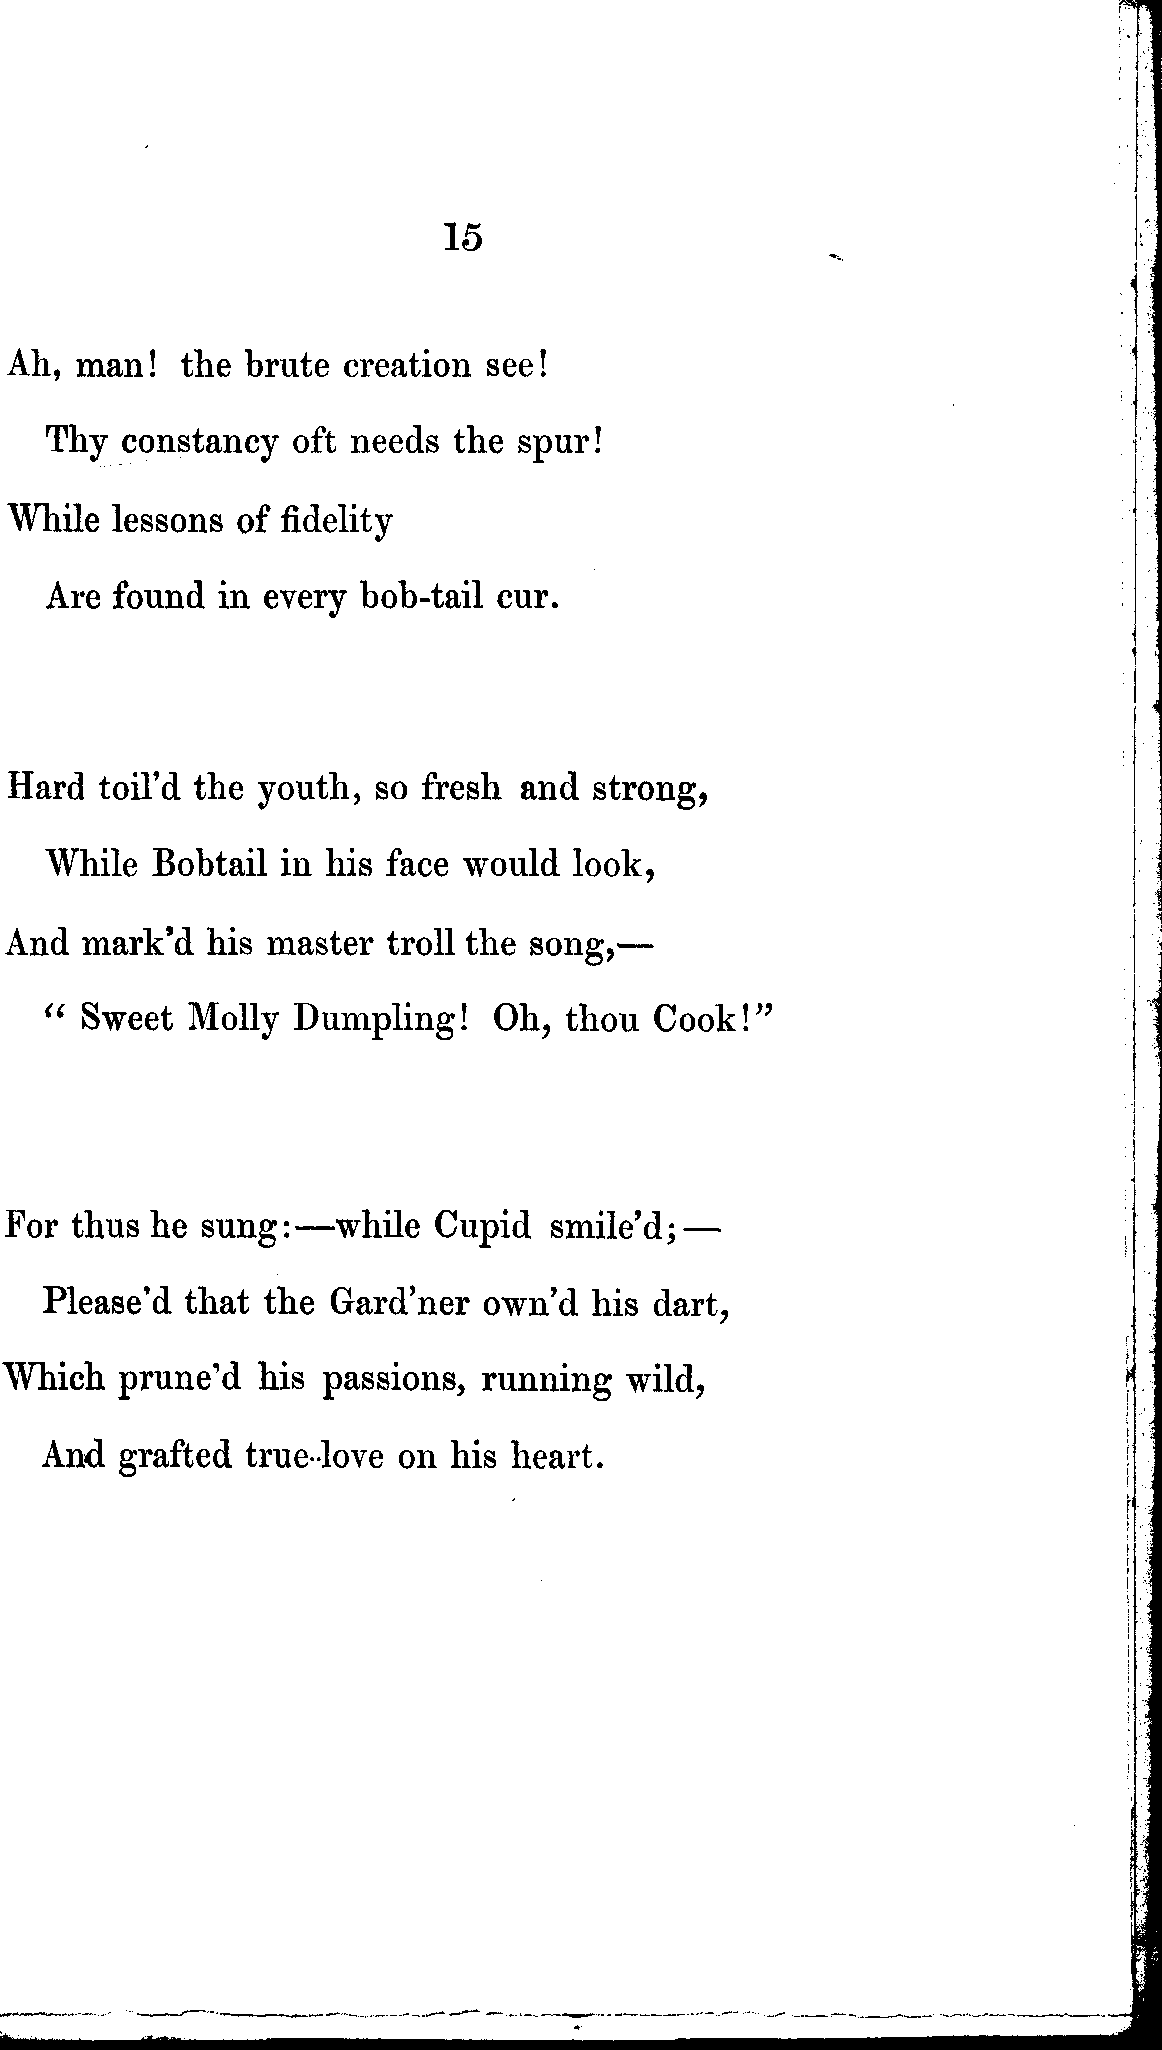 15
Ah, man! the brute creation see!
Thy constancy oft needs the spur!
While lessons of fidelity
Are found in every bob-tail cur.
Hard toil'd the youth, so fresh and strong,
While Bobtail in his face would look,
And mark'd his master troll the song,—
“ Sweet Molly Dumpling! Oh, thou Cook!”
For thus he sung:—while Cupid smile'd;—
Please'd that the Gard'ner own'd his dart,
Which prune'd his passions, running wild,
And grafted true-love on his heart.